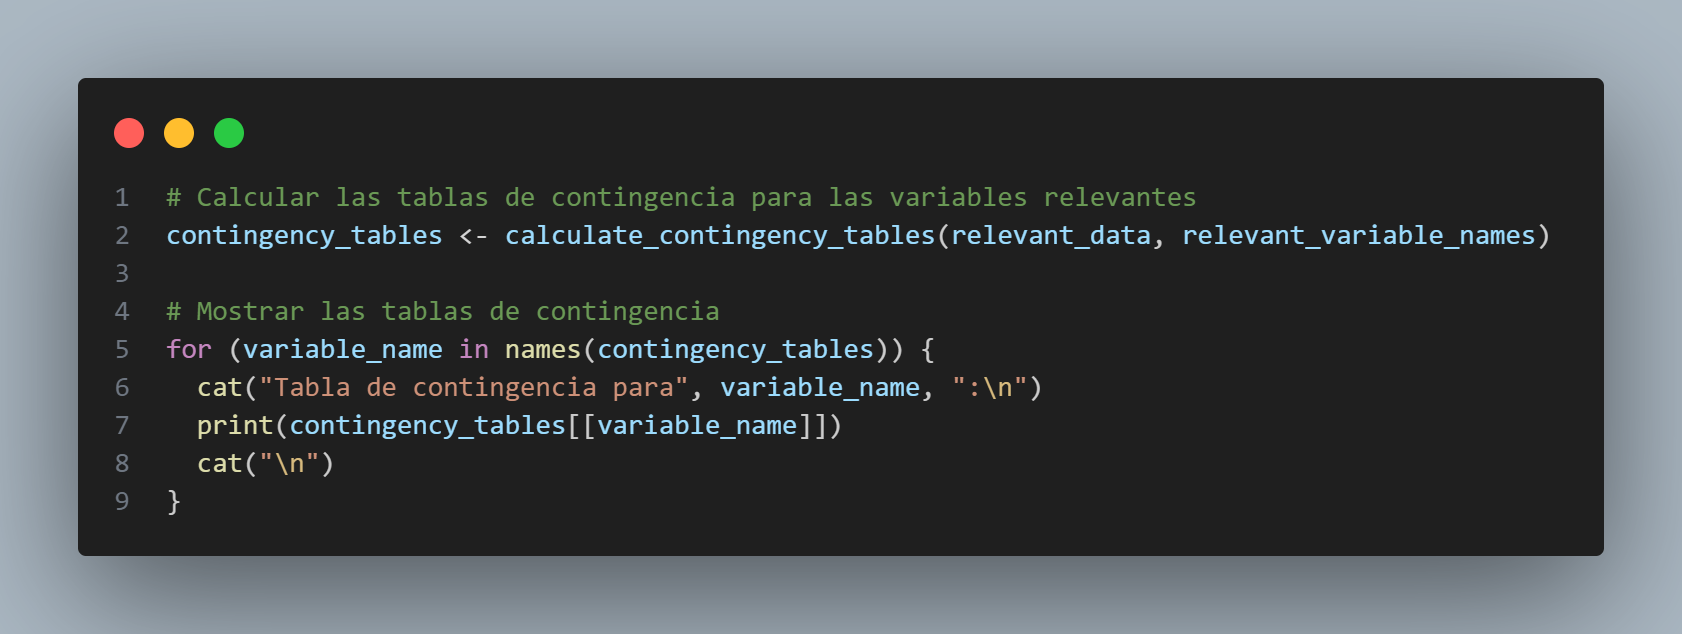 1 # Calcular las tablas de contingencia para las variables relevantes
2 contingency_tables <- calculate_contingency_tables(relevant_data, relevant_variable_names)
3
4 # Mostrar las tablas de contingencia
5 for (variable_name in names(contingency_tables)) {
6   cat("Tabla de contingencia para", variable_name, ":\n")
7   print(contingency_tables[[variable_name]])
8   cat("\n")
9 }